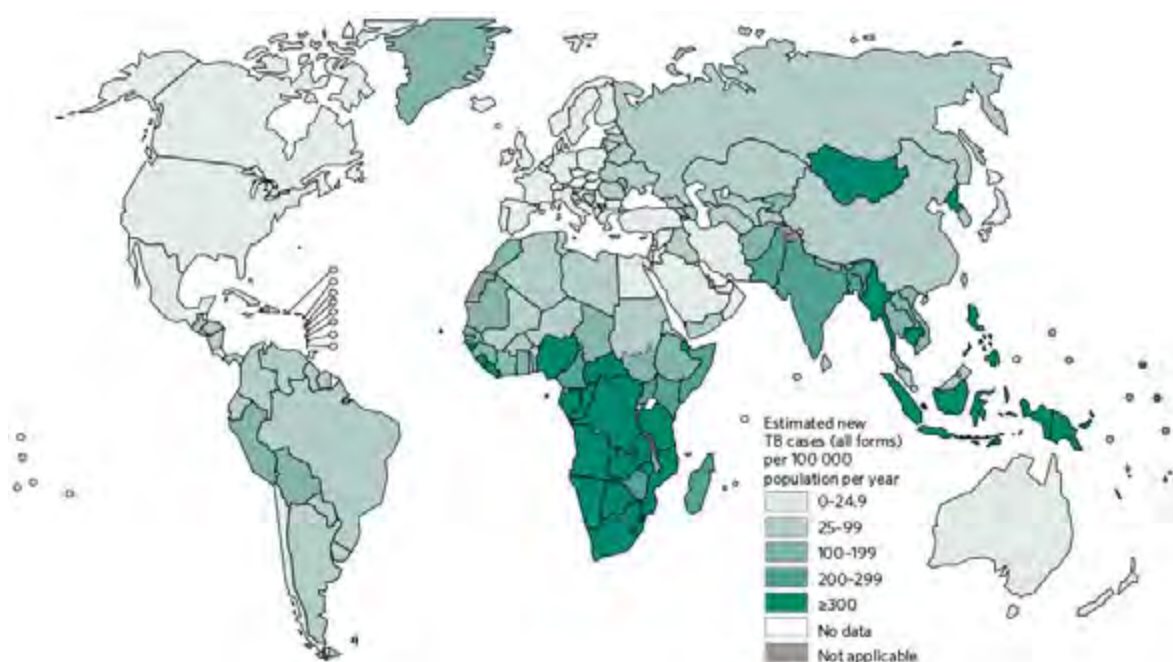 Estimated new
TB cases (all forms)
per 100 000
population per year
0–24.9
25–99
100–199
200–299
≥300
No data
Not applicable